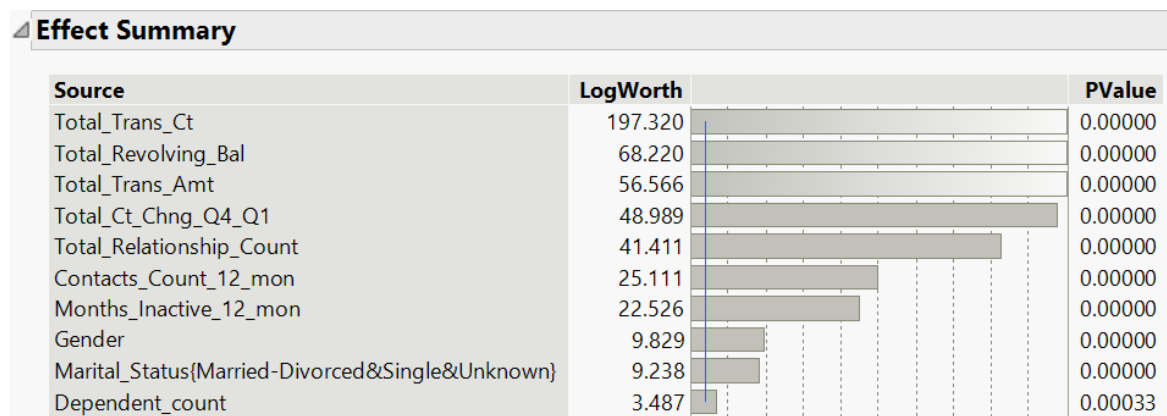 Effect Summary
Source LogWorth PValue
Total_Trans_Ct 197.320 0.00000
Total_Revolving_Bal 68.220 0.00000
Total_Trans_Amt 56.566 0.00000
Total_Ct_Chng_Q4_Q1 48.989 0.00000
Total_Relationship_Count 41.411 0.00000
Contacts_Count_12_mon 25.111 0.00000
Months_Inactive_12_mon 22.526 0.00000
Gender 9.829 0.00000
Marital_Status{Married-Divorced&Single&Unknown} 9.238 0.00000
Dependent_count 3.487 0.00033